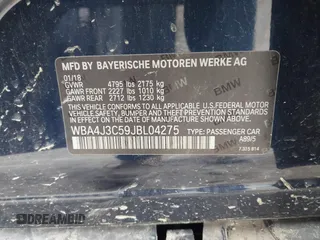 MFD BY BAYERISCHE MOTOREN WERKE AG
01/18
GVWR 4795 lbs 2175 kg
GAWR FRONT 2227 lbs 1010 kg
GAWR REAR 2712 lbs 1230 kg
THIS VEHICLE CONFORMS TO ALL APPLICABLE U.S.FEDERAL
MOTOR VEHICLE SAFETY,
BUMPER, AND THEFT PREVENTION STANDARDS IN
EFFECT ON THE DATE OF MANUFACTURE SHOWN ABOVE.
WBA4J3C59JBL04275 TYPE: PASSENGER CAR
BMW
DREAMBID